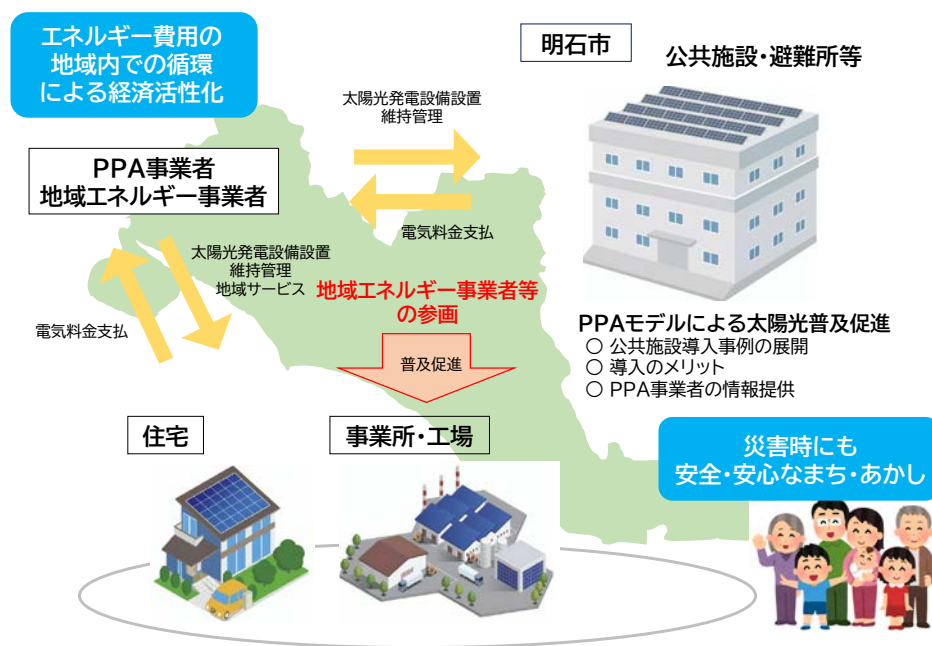 エネルギー費用の
地域内での循環
による経済活性化
明石市
公共施設・避難所等
太陽光発電設備設置
維持管理
PPA事業者
地域エネルギー事業者
電気料金支払
太陽光発電設備設置
維持管理
地域サービス
電気料金支払
地域エネルギー事業者等
の参画
普及促進
PPAモデルによる太陽光普及促進
○ 公共施設導入事例の展開
○ 導入のメリット
○ PPA事業者の情報提供
住宅
事業所・工場
災害時にも
安全・安心なまち・あかし